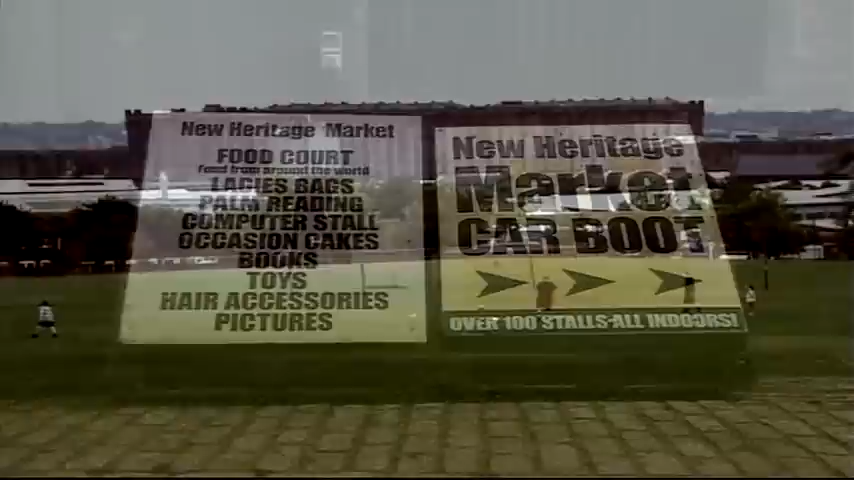 New Heritage Market
FOOD COURT
Food from around the world
LADIES BAGS
PALM READING
COMPUTER STALL
OCCASION CAKES
BOOKS
TOYS
HAIR ACCESSORIES
PICTURES
New Heritage
Market
CAR BOOT
OVER 100 STALLS-ALL INDOORS!